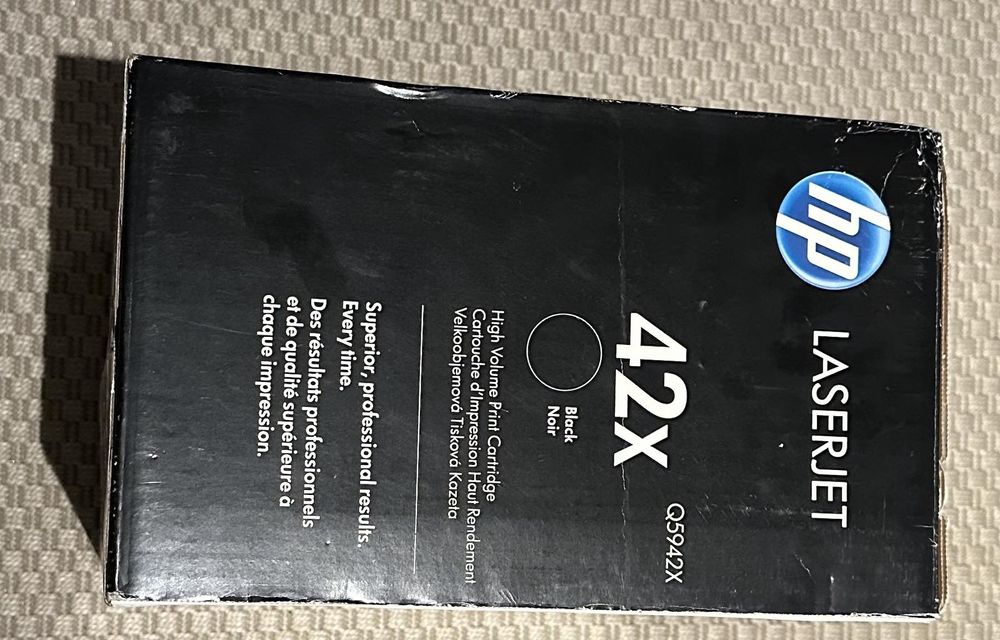 hp
LASERJET
42X
Q5942X
Black
Noir
High Volume Print Cartridge
Cartouche d'Impression Haut Rendement
Velkoobjemová Tisková Kazeta
Superior, professional results.
Every time.
Des résultats professionnels
et de qualité supérieure à
chaque impression.